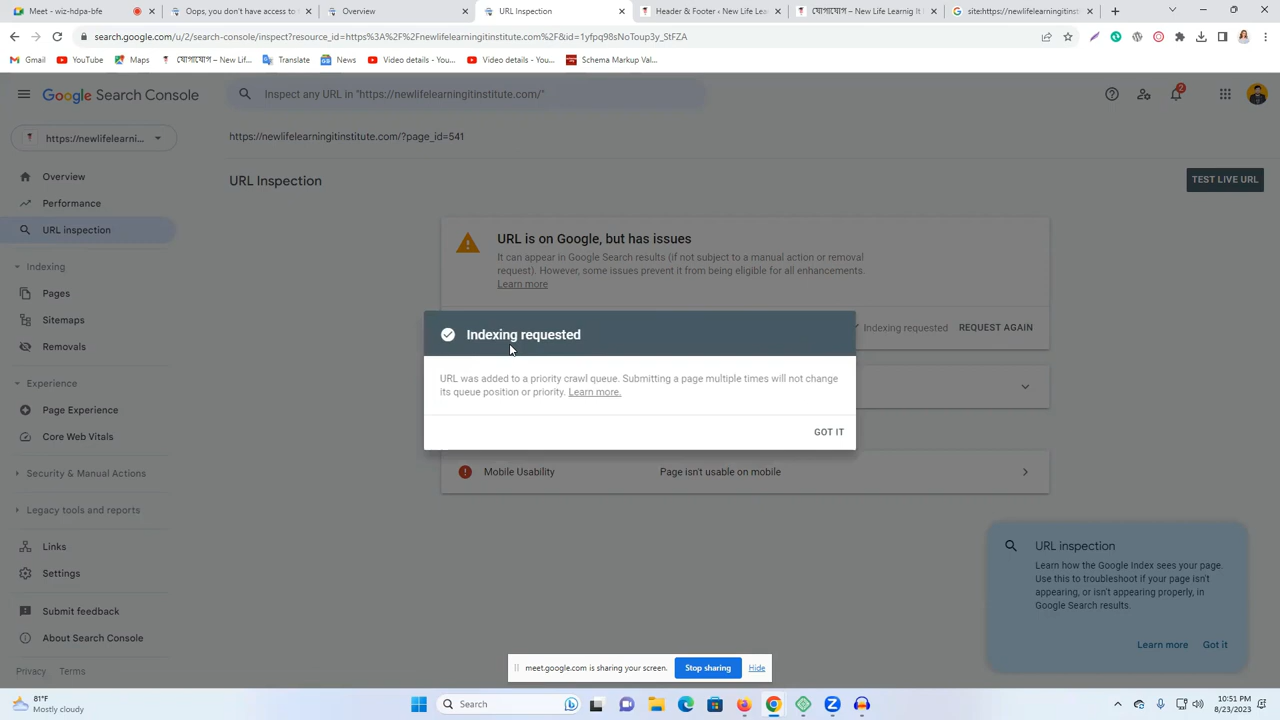 Meet - wiz-hdpa-bfe
Oops, you don't have access to t
Overview
URL Inspection
Header & Footer ‹ New Life Lea
যোগাযোগ – New Life Learnig It I
site:https://newlifelearningitinsti
search.google.com/u/2/search-console/inspect?resource_id=https%3A%2F%2Fnewlifelearningitinstitute.com%2F&id=1yfpq98sNoToup3y_StFZA
Gmail
YouTube
Maps
যোগাযোগ – New Lif...
Translate
News
Video details - You...
Video details - You...
Schema Markup Val...
Google Search Console
Inspect any URL in "https://newlifelearningitinstitute.com/"
2
https://newlifelearni...
https://newlifelearningitinstitute.com/?page_id=541
Overview
URL Inspection
TEST LIVE URL
Performance
URL inspection
URL is on Google, but has issues
It can appear in Google Search results (if not subject to a manual action or removal
request). However, some issues prevent it from being eligible for all enhancements.
Learn more
Indexing
Pages
Sitemaps
Removals
Indexing requested
REQUEST AGAIN
Indexing requested
URL was added to a priority crawl queue. Submitting a page multiple times will not change
its queue position or priority. Learn more.
GOT IT
Experience
Page Experience
Core Web Vitals
Security & Manual Actions
Mobile Usability
Page isn't usable on mobile
Legacy tools and reports
Links
Settings
Submit feedback
About Search Console
Privacy
Terms
URL inspection
Learn how the Google Index sees your page.
Use this to troubleshoot if your page isn't
appearing, or isn't appearing properly, in
Google Search results.
Learn more
Got it
meet.google.com is sharing your screen.
Stop sharing
Hide
81°F
Mostly cloudy
Search
10:51 PM
8/23/2023